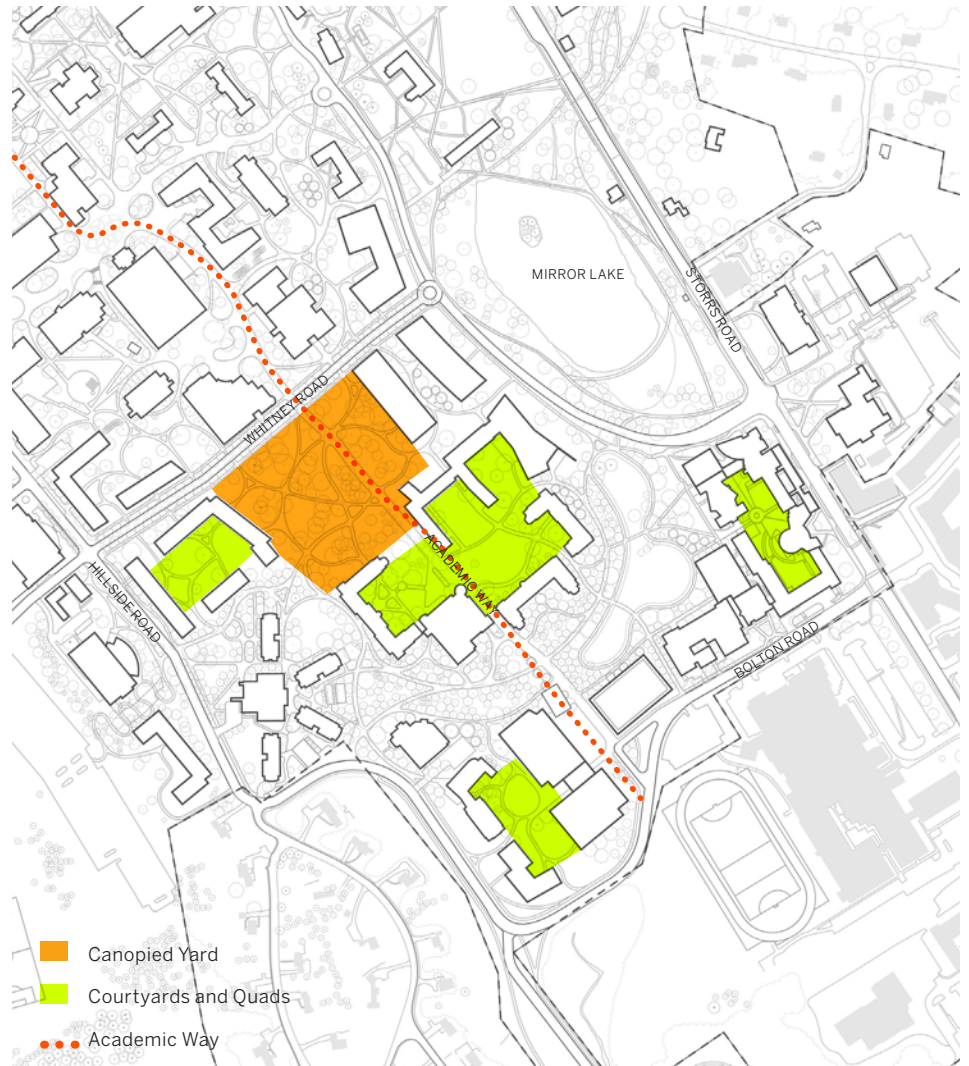 MIRROR LAKE
STORRS ROAD
WHITNEY ROAD
ACADEMIC WAY
HILLSIDE ROAD
BOLTON ROAD
Canopied Yard
Courtyards and Quads
Academic Way